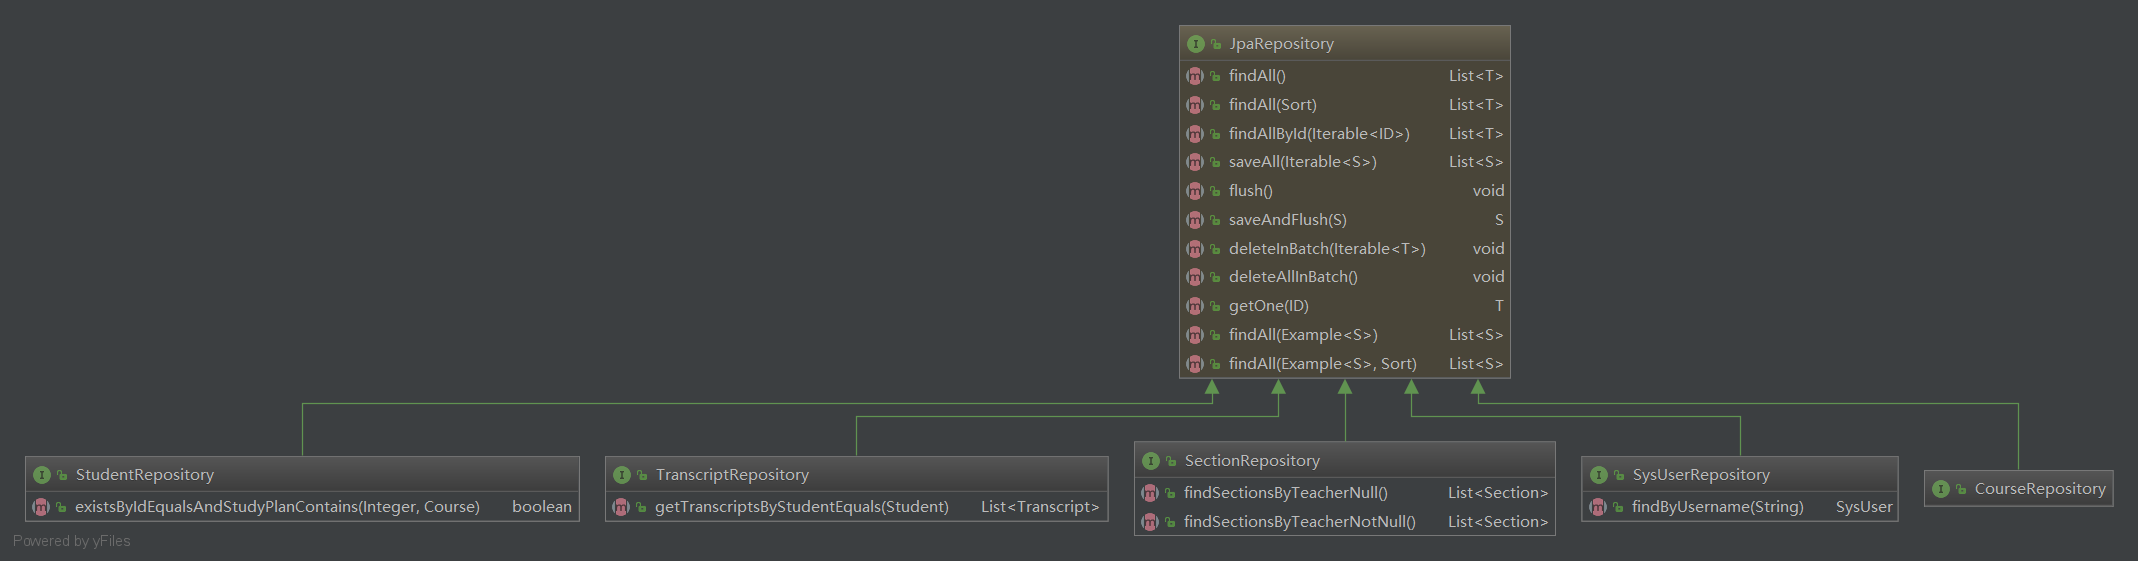 JpaRepository
findAll() List<T>
findAll(Sort) List<T>
findAllById(Iterable<ID>) List<T>
saveAll(Iterable<S>) List<S>
flush() void
saveAndFlush(S) S
deleteInBatch(Iterable<T>) void
deleteAllInBatch() void
getOne(ID) T
findAll(Example<S>) List<S>
findAll(Example<S>, Sort) List<S>
StudentRepository
existsByIdEqualsAndStudyPlanContains(Integer, Course) boolean
TranscriptRepository
getTranscriptsByStudentEquals(Student) List<Transcript>
SectionRepository
findSectionsByTeacherNull() List<Section>
findSectionsByTeacherNotNull() List<Section>
SysUserRepository
findByUsername(String) SysUser
CourseRepository
Powered by yFiles